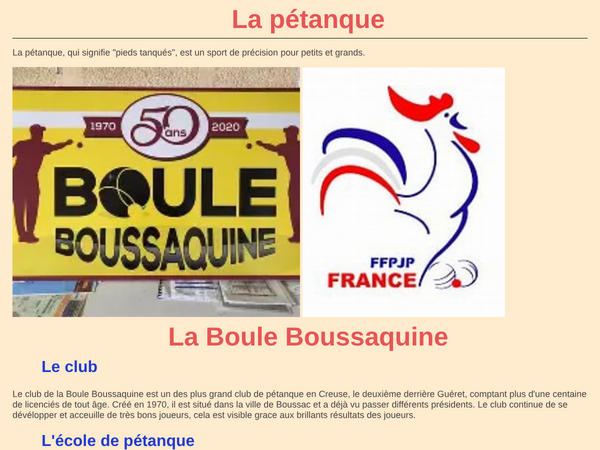 La pétanque
La pétanque, qui signifie "pieds tanqués", est un sport de précision pour petits et grands.
1970 50 ans 2020
BOULE
BOUSSAQUINE
FFPJP
FRANCE
La Boule Boussaquine
Le club
Le club de la Boule Boussaquine est un des plus grand club de pétanque en Creuse, le deuxième derrière Guéret, comptant plus d'une centaine
de licenciés de tout âge. Créé en 1970, il est situé dans la ville de Boussac et a déjà vu passer différents présidents. Le club continue de se
dévélopper et acceuille de très bons joueurs, cela est visible grace aux brillants résultats des joueurs.
L'école de pétanque